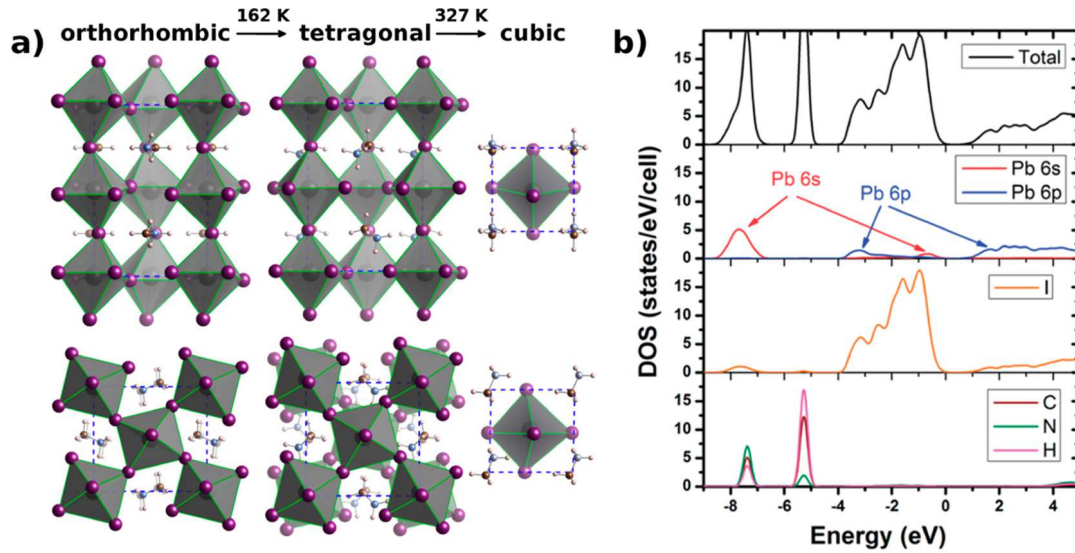 162 K
327 K
a) orthorhombic tetragonal cubic
b)
20
15
10
5
0
Total
20
15
10
5
0
Pb 6s
Pb 6p
Pb 6s
Pb 6p
15
10
5
0
I
15
10
5
0
C
N
H
DOS (states/eV/cell)
-8 -6 -4 -2 0 2 4
Energy (eV)